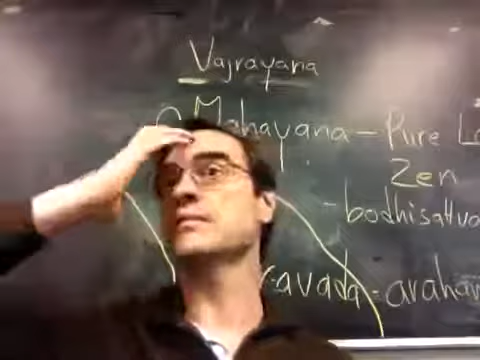 Vajrayana
Mahayana - Pure
Zen
- bodhisattva
avada - arahan